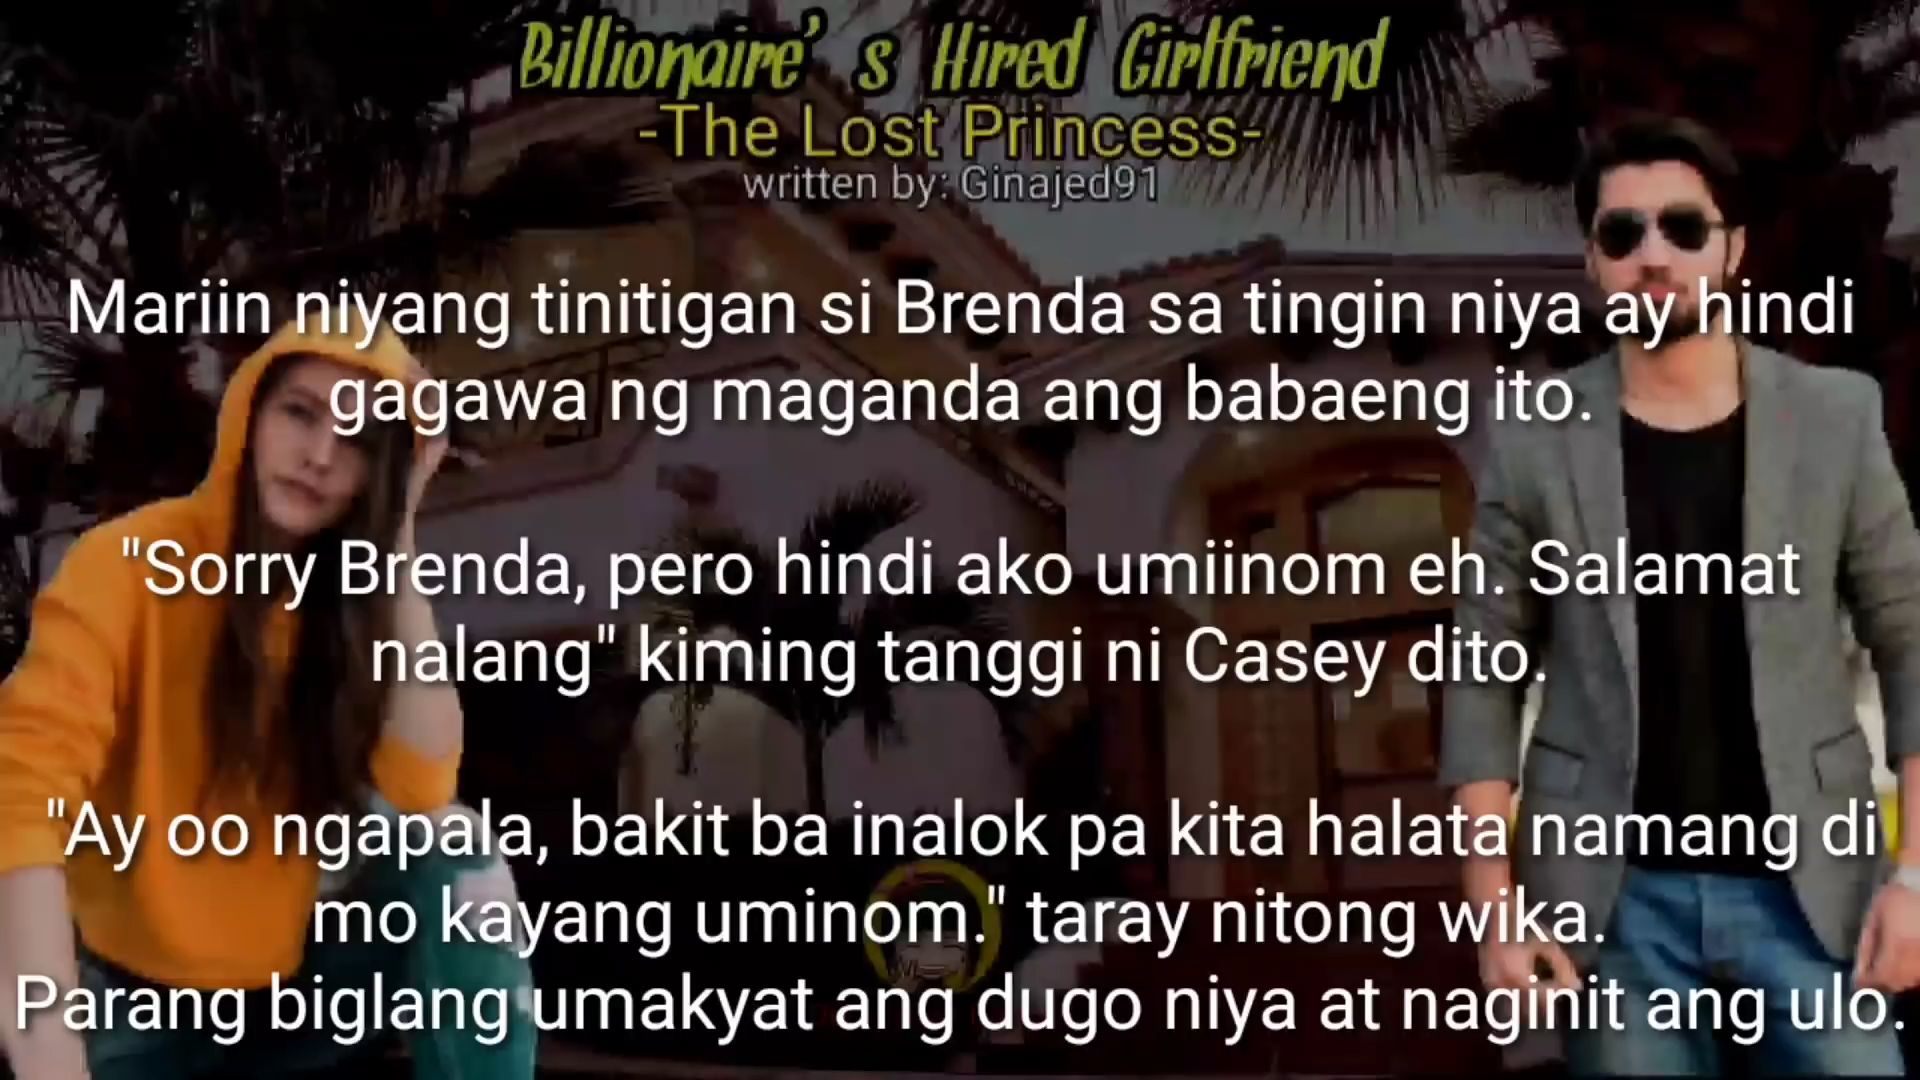 Billionaire's Hired Girlfriend
-The Lost Princess-
written by: Ginajed91
Mariin niyang tinitigan si Brenda sa tingin niya ay hindi
gagawa ng maganda ang babaeng ito.
"Sorry Brenda, pero hindi ako umiinom eh. Salamat
nalang" kiming tanggi ni Casey dito.
"Ay oo ngapala, bakit ba inalok pa kita halata namang di
mo kayang uminom." taray nitong wika.
Parang biglang umakyat ang dugo niya at naginit ang ulo.